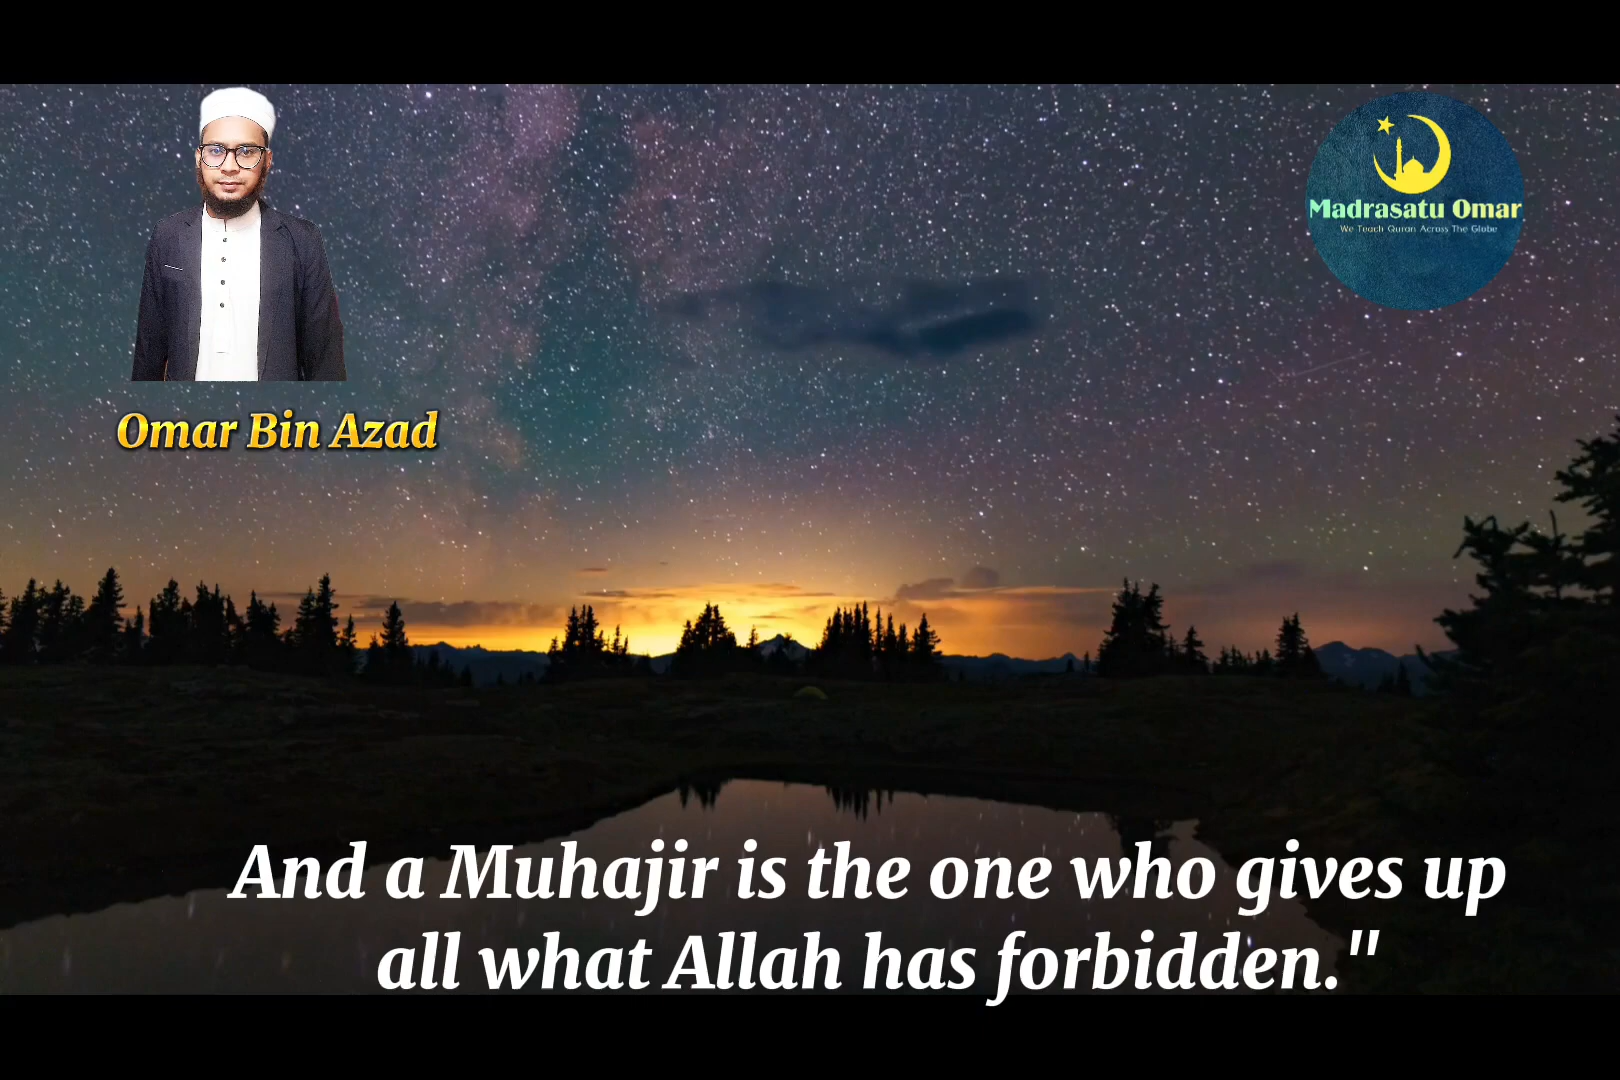 Madrasatu Omar
We Teach Quran Across The Globe
Omar Bin Azad
And a Muhajir is the one who gives up
all what Allah has forbidden."